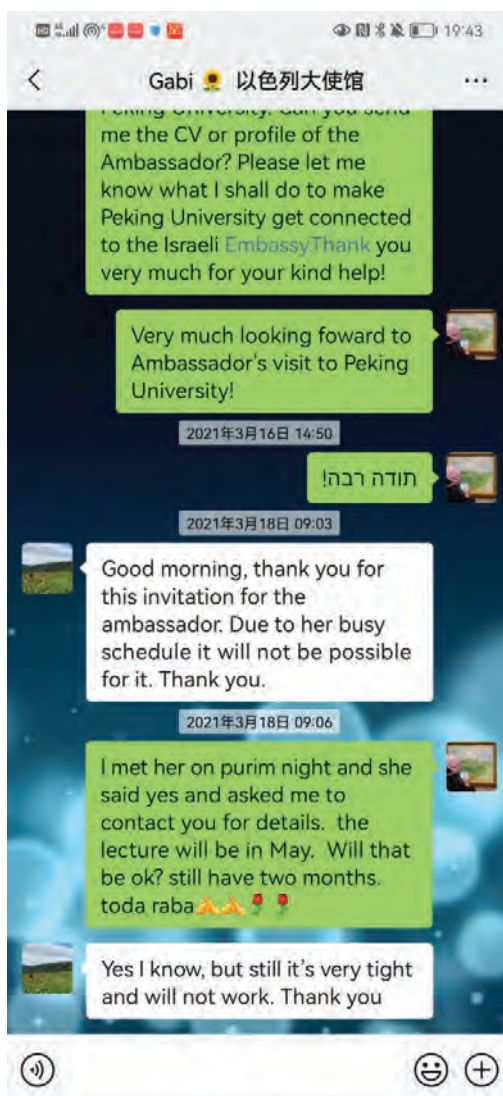 19:43
Gabi 🌻 以色列大使馆
Peking University. Can you send
me the CV or profile of the
Ambassador? Please let me
know what I shall do to make
Peking University get connected
to the Israeli EmbassyThank you
very much for your kind help!
Very much looking foward to
Ambassador's visit to Peking
University!
2021年3月16日 14:50
תודה רבה!
2021年3月18日 09:03
Good morning, thank you for
this invitation for the
ambassador. Due to her busy
schedule it will not be possible
for it. Thank you.
2021年3月18日 09:06
I met her on purim night and she
said yes and asked me to
contact you for details. the
lecture will be in May. Will that
be ok? still have two months.
toda raba🙏🙏🌹🌹
Yes I know, but still it's very tight
and will not work. Thank you